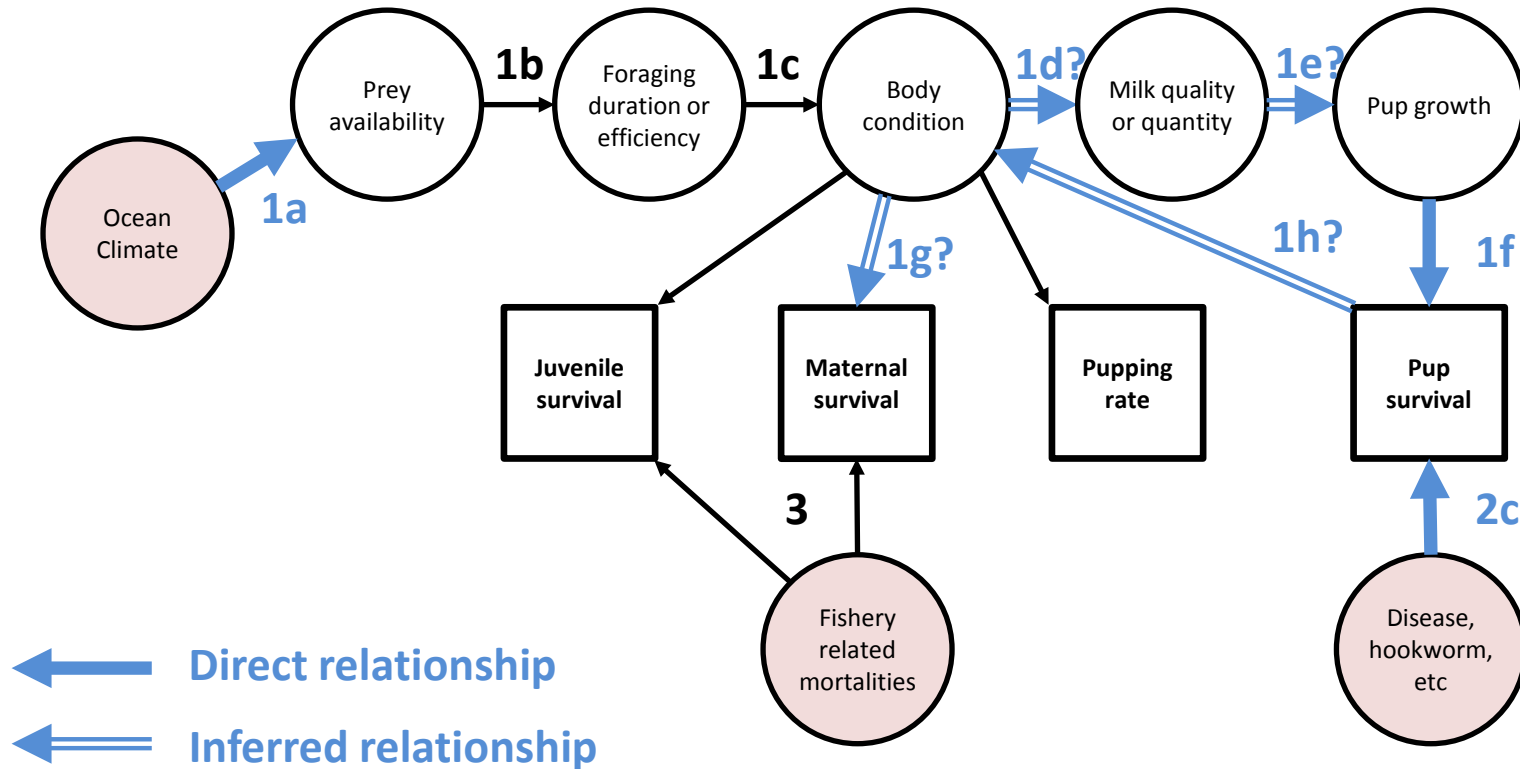 1b
1c
1d?
1e?
Prey
availability
Foraging
duration or
efficiency
Body
condition
Milk quality
or quantity
Pup growth
Ocean
Climate
1a
1g?
1h?
1f
Juvenile
survival
Maternal
survival
Pupping
rate
Pup
survival
3
2c
Fishery
related
mortalities
Disease,
hookworm,
etc
Direct relationship
Inferred relationship